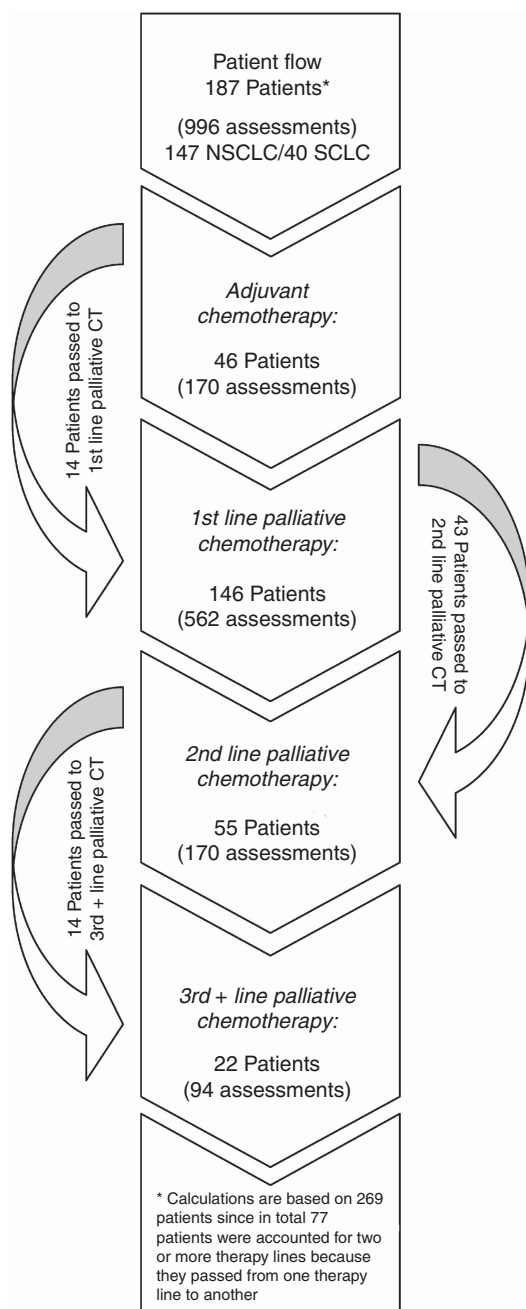 Patient flow
187 Patients*
(996 assessments)
147 NSCLC/40 SCLC
Adjuvant
chemotherapy:
46 Patients
(170 assessments)
14 Patients passed to
1st line palliative CT
1st line palliative
chemotherapy:
146 Patients
(562 assessments)
43 Patients passed to
2nd line palliative CT
2nd line palliative
chemotherapy:
55 Patients
(170 assessments)
14 Patients passed to
3rd + line palliative CT
3rd + line palliative
chemotherapy:
22 Patients
(94 assessments)
* Calculations are based on 269
patients since in total 77
patients were accounted for two
or more therapy lines because
they passed from one therapy
line to another